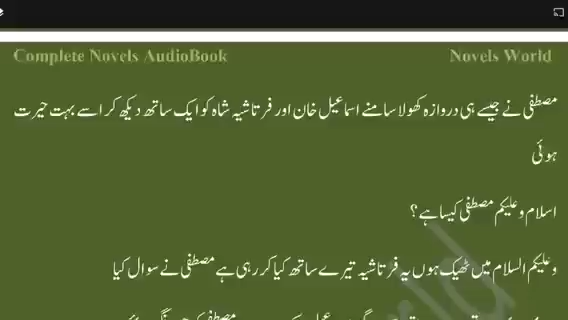 Complete Novels AudioBook
Novels World
مصطفی نے جیسے ہی دروازہ کھولا سامنے اسماعیل خان اور فرتاشیہ شاہ کو ایک ساتھ دیکھ کر اسے بہت حیرت
ہوئی
اسلام و علیکم مصطفی کیسا ہے؟
وعلیکم السلام میں ٹھیک ہوں یہ فرتاشیہ تیرے ساتھ کیا کر رہی ہے مصطفی نے سوال کیا